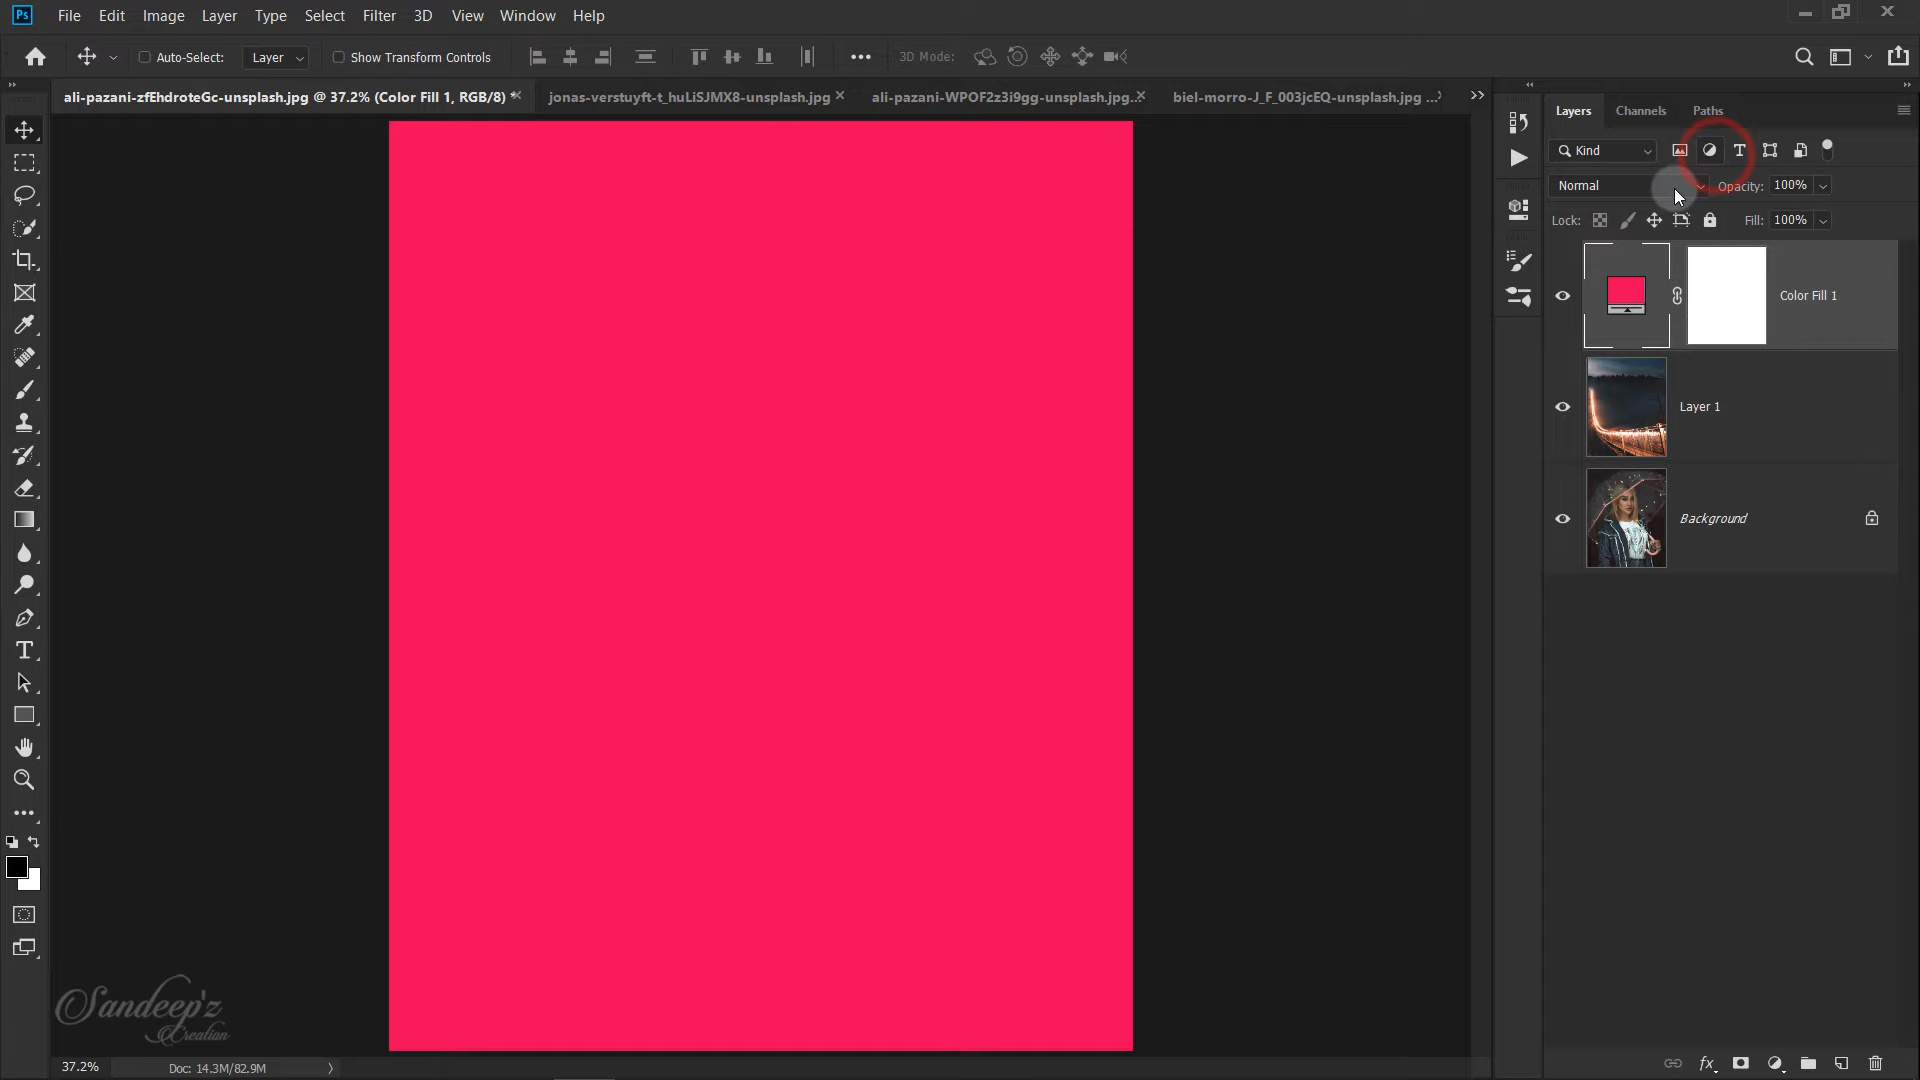 Ps File Edit Image Layer Type Select Filter 3D View Window Help
Auto-Select: Layer Show Transform Controls 3D Mode:
ali-pazani-zfEhdroteGc-unsplash.jpg @ 37.2% (Color Fill 1, RGB/8) *
jonas-verstuyft-t_huLiSJMX8-unsplash.jpg
ali-pazani-WPOF2z3i9gg-unsplash.jpg...
biel-morro-J_F_003jcEQ-unsplash.jpg ...
Layers Channels Paths
Kind
Normal Opacity: 100%
Lock: Fill: 100%
Color Fill 1
Layer 1
Background
Sandeep'z
Creation
37.2% Doc: 14.3M/82.9M